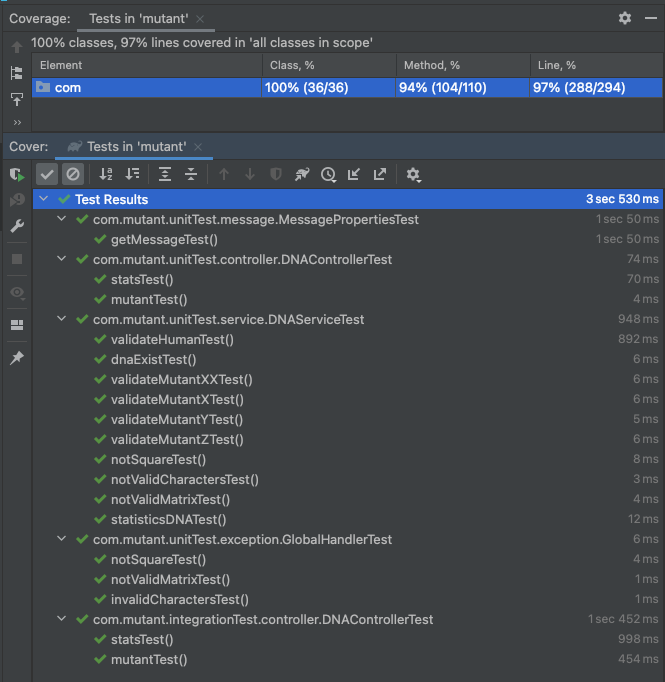 Coverage: Tests in 'mutant' ×
100% classes, 97% lines covered in 'all classes in scope'
Element Class, % Method, % Line, %
com 100% (36/36) 94% (104/110) 97% (288/294)
Cover: Tests in 'mutant' ×
Test Results 3 sec 530 ms
com.mutant.unitTest.message.MessagePropertiesTest 1 sec 50 ms
getMessageTest() 1 sec 50 ms
com.mutant.unitTest.controller.DNAControllerTest 74 ms
statsTest() 70 ms
mutantTest() 4 ms
com.mutant.unitTest.service.DNAServiceTest 948 ms
validateHumanTest() 892 ms
dnaExistTest() 6 ms
validateMutantXXTest() 6 ms
validateMutantXTest() 6 ms
validateMutantYTest() 5 ms
validateMutantZTest() 6 ms
notSquareTest() 8 ms
notValidCharactersTest() 3 ms
notValidMatrixTest() 4 ms
statisticsDNATest() 12 ms
com.mutant.unitTest.exception.GlobalHandlerTest 6 ms
notSquareTest() 4 ms
notValidMatrixTest() 1 ms
invalidCharactersTest() 1 ms
com.mutant.integrationTest.controller.DNAControllerTest 1 sec 452 ms
statsTest() 998 ms
mutantTest() 454 ms